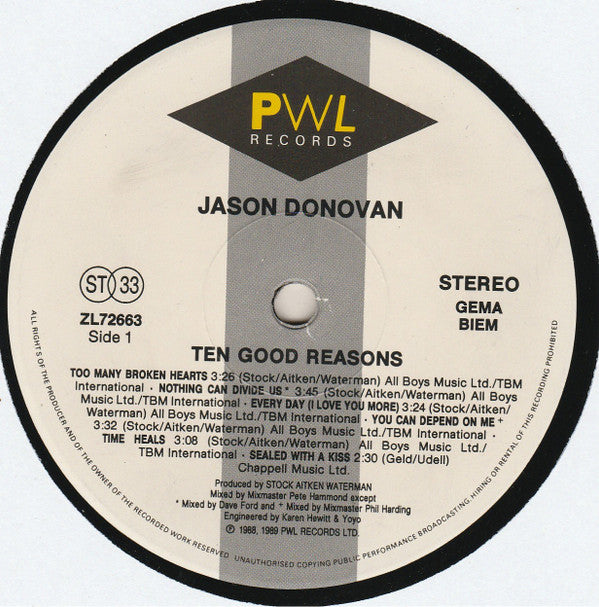 PWL
RECORDS
JASON DONOVAN
ST 33
ZL72663
Side 1
STEREO
GEMA
BIEM
TEN GOOD REASONS
TOO MANY BROKEN HEARTS 3:26 (Stock/Aitken/Waterman) All Boys Music Ltd./TBM
International · NOTHING CAN DIVIDE US * 3:45 (Stock/Aitken/Waterman) All Boys
Music Ltd./TBM International · EVERY DAY (I LOVE YOU MORE) 3:24 (Stock/Aitken/
Waterman) All Boys Music Ltd./TBM International · YOU CAN DEPEND ON ME +
3:32 (Stock/Aitken/Waterman) All Boys Music Ltd./TBM International ·
TIME HEALS 3:08 (Stock/Aitken/Waterman) All Boys Music Ltd./
TBM International · SEALED WITH A KISS 2:30 (Geld/Udell)
Chappell Music Ltd.
Produced by STOCK AITKEN WATERMAN
Mixed by Mixmaster Pete Hammond except
* Mixed by Dave Ford and + Mixed by Mixmaster Phil Harding
Engineered by Karen Hewitt & Yoyo
℗ 1988, 1989 PWL RECORDS LTD.
ALL RIGHTS OF THE PRODUCER AND OF THE OWNER OF THE RECORDED WORK RESERVED UNAUTHORISED COPYING PUBLIC PERFORMANCE BROADCASTING, HIRING OR RENTAL OF THIS RECORDING PROHIBITED